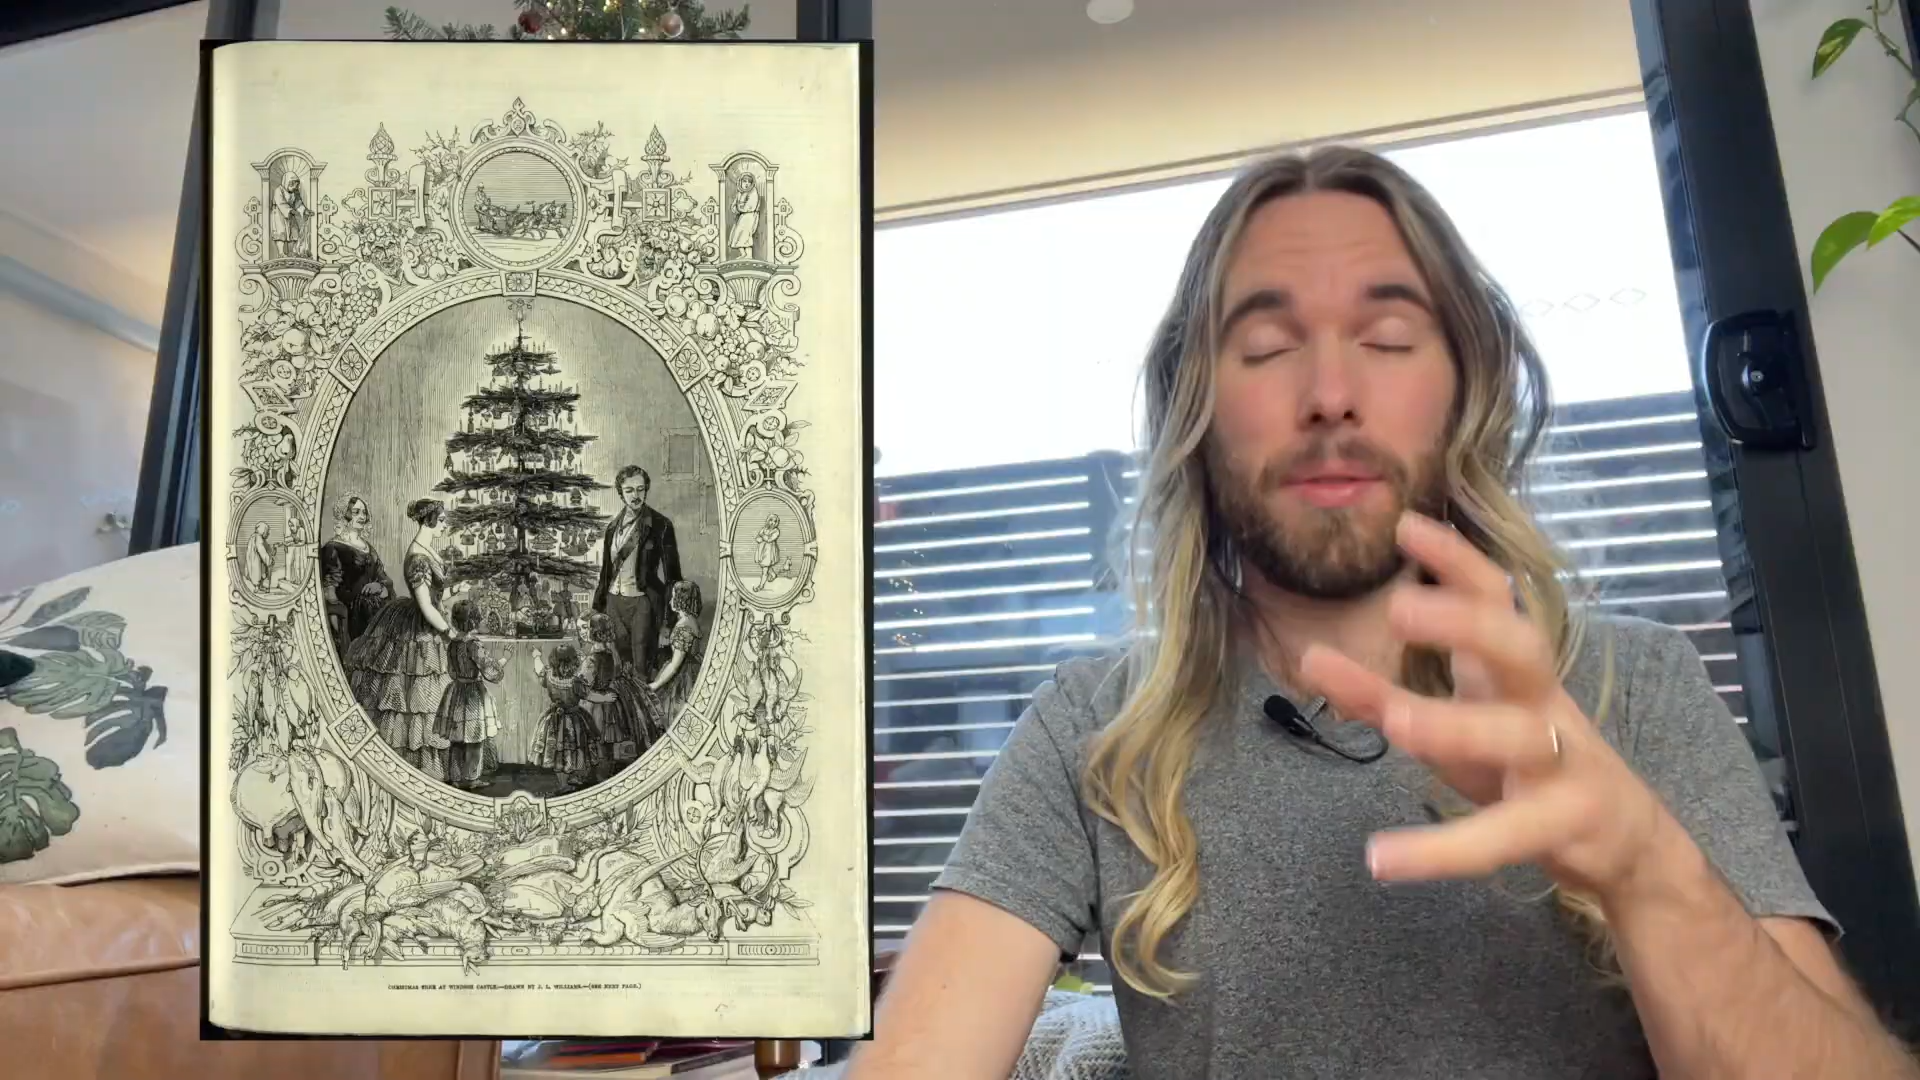 CHRISTMAS TREE AT WINDSOR CASTLE.—DRAWN BY J. L. WILLIAMS.—(SEE NEXT PAGE.)